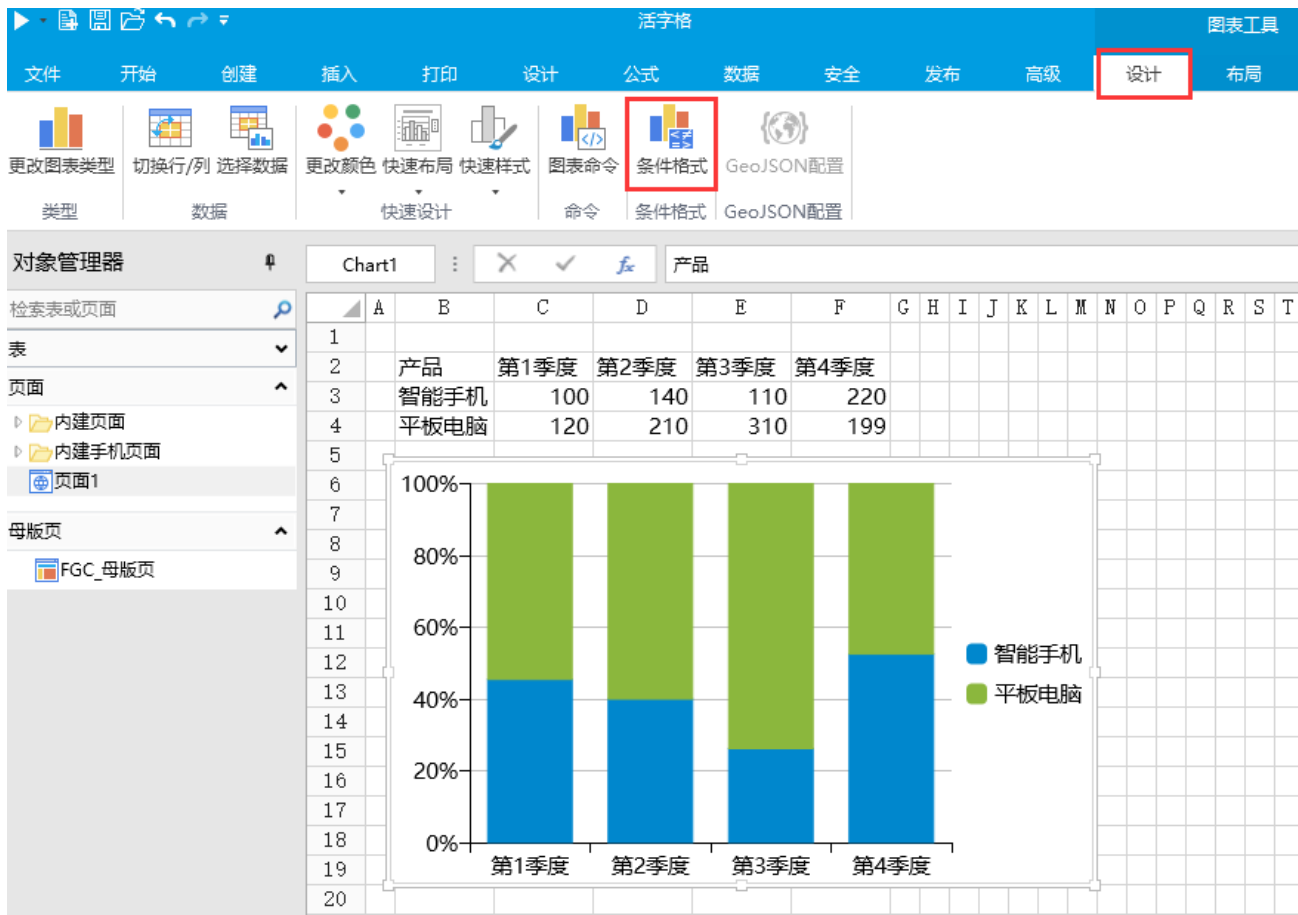 活字格
图表工具
文件 开始 创建 插入 打印 设计 公式 数据 安全 发布 高级 设计 布局
更改图表类型 切换行/列 选择数据 更改颜色 快速布局 快速样式 图表命令 条件格式 GeoJSON配置
类型 数据 快速设计 命令 条件格式 GeoJSON配置
对象管理器
Chart1 fx 产品
检索表或页面
A B C D E F G H I J K L M N O P Q R S T
表
页面
内建页面
内建手机页面
页面1
母版页
FGC_母版页
1
2 产品 第1季度 第2季度 第3季度 第4季度
3 智能手机 100 140 110 220
4 平板电脑 120 210 310 199
5
6
7
8
9
10
11
12
13
14
15
16
17
18
19
20
100%
80%
60%
40%
20%
0%
第1季度 第2季度 第3季度 第4季度
智能手机
平板电脑